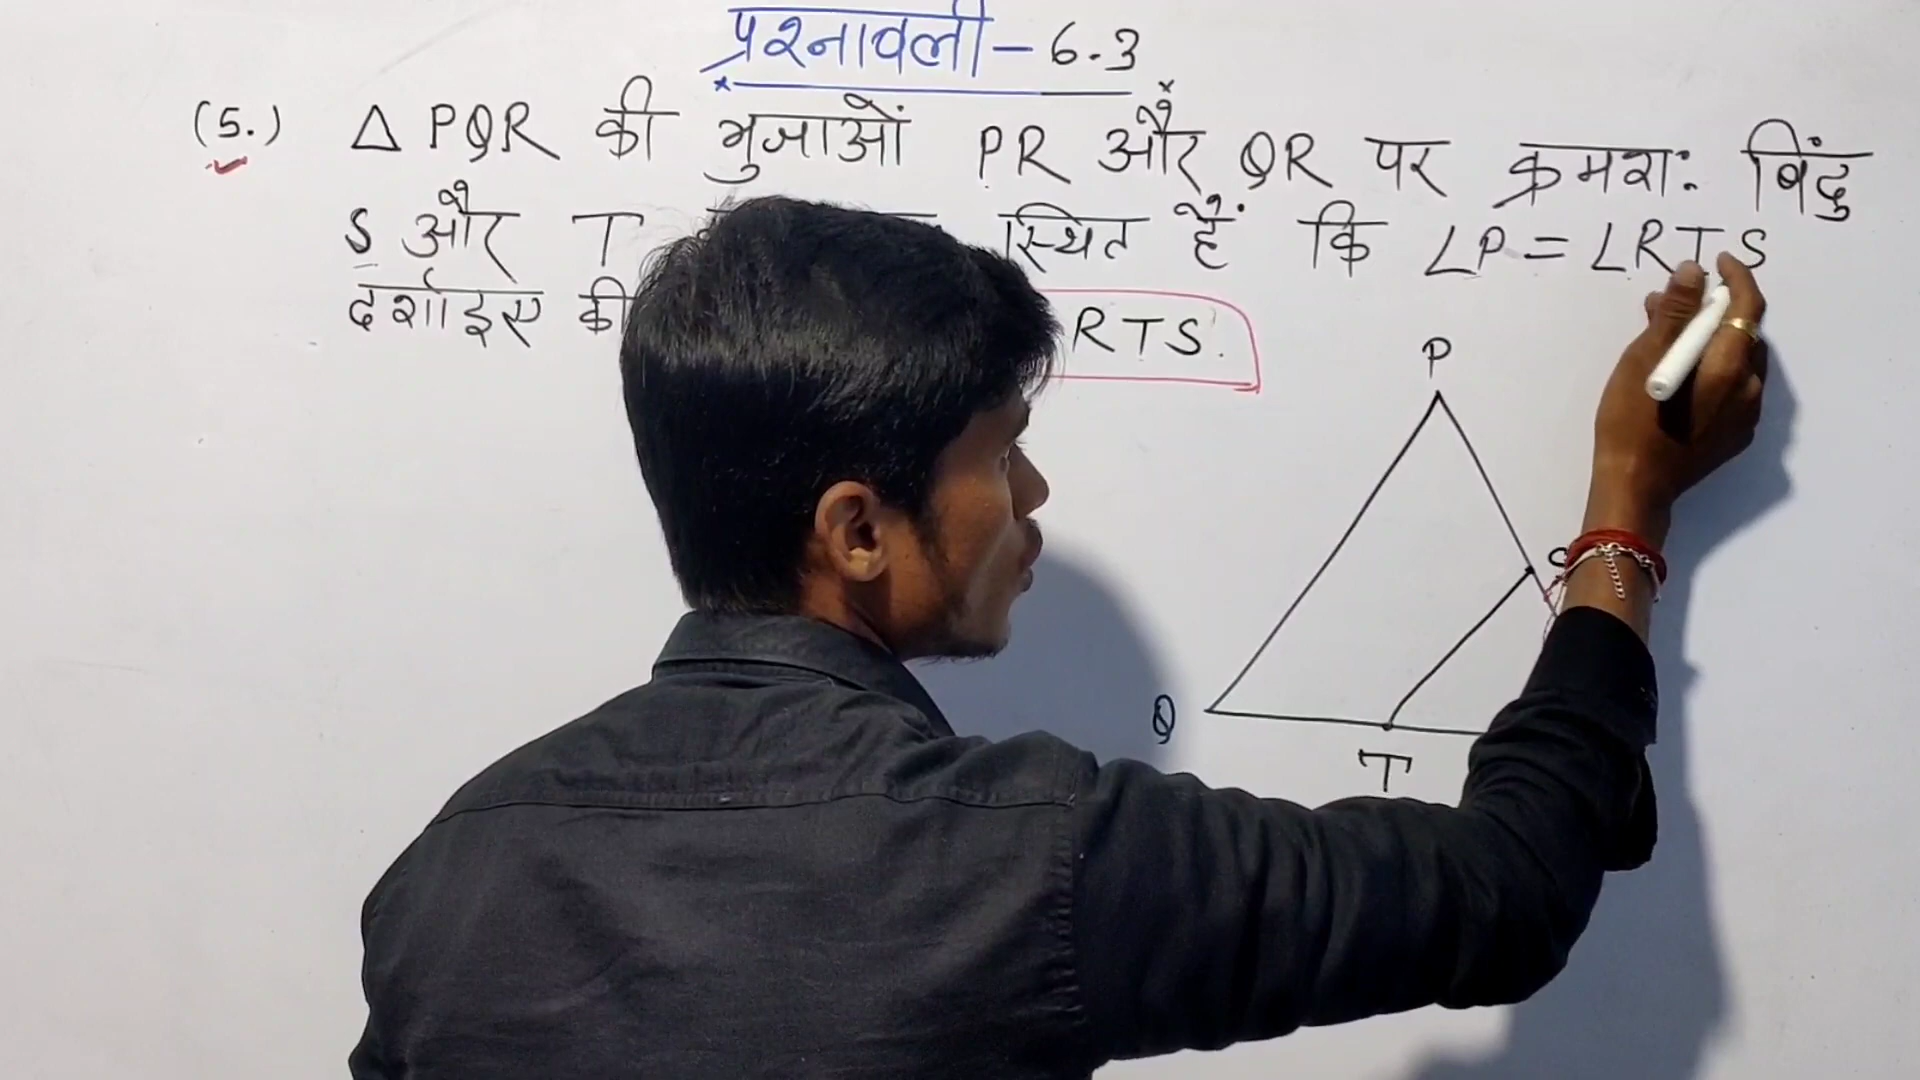 प्रश्नावली - 6.3
(5.) △ PQR की भुजाओं PR और QR पर क्रमशः बिंदु
S और T स्थित हैं कि ∠P = ∠RTS
दर्शाइए की RTS.
P
Q
T